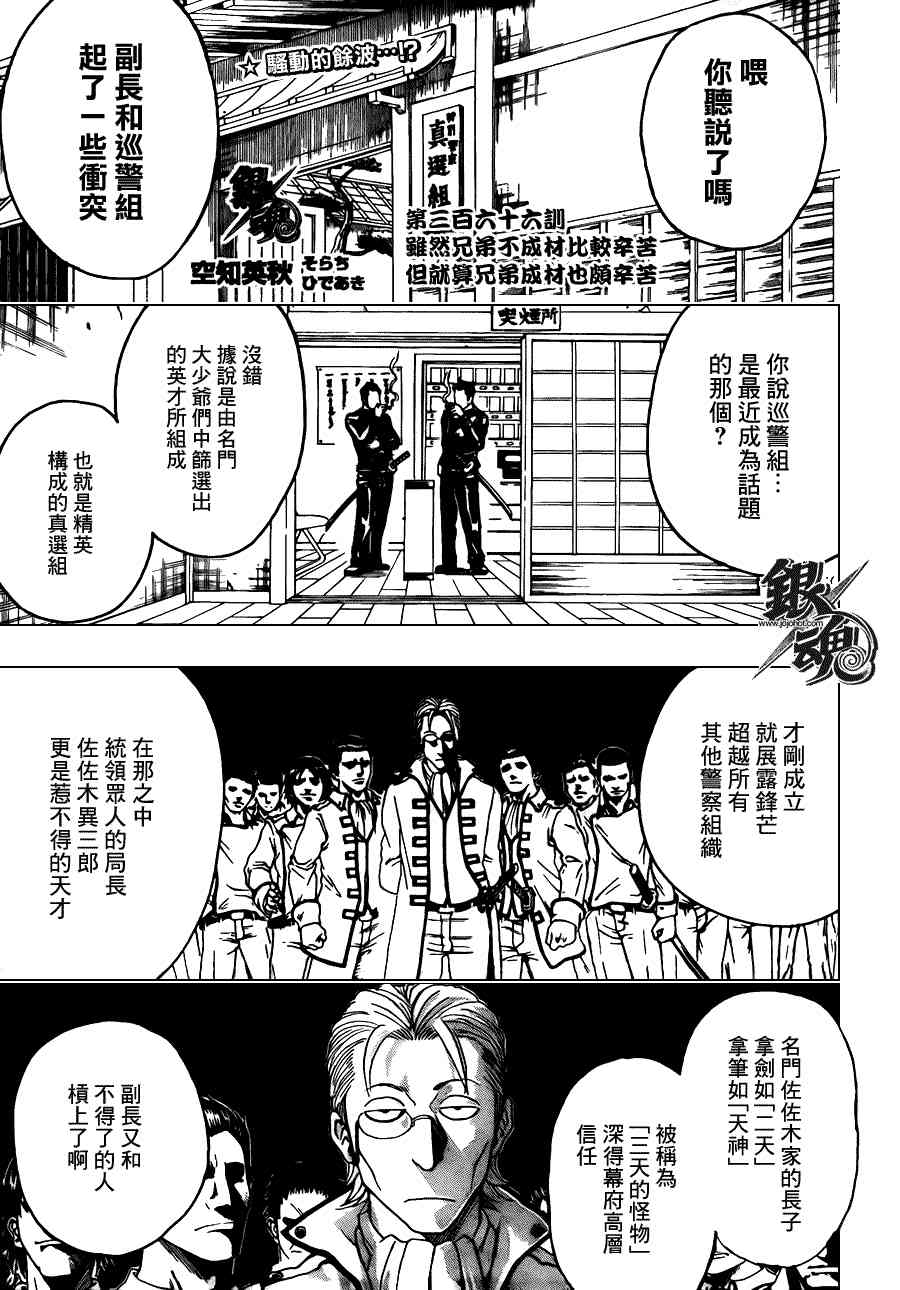 喂
你聽說了嗎
副長和巡警組
起了一些衝突
☆騷動的餘波…!?
特別警察
真選組
銀魂
第三百六十六訓
雖然兄弟不成材比較辛苦
但就算兄弟成材也頗辛苦
空知英秋
そらち
ひであき
喫煙所
你說巡警組…
是最近成為話題
的那個？
沒錯
據說是由名門
大少爺們中篩選出
的英才所組成
也就是精英
構成的真選組
銀魂
www.jojohot.com
才剛成立
就展露鋒芒
超越所有
其他警察組織
在那之中
統領眾人的局長
佐佐木異三郎
更是惹不得的天才
名門佐佐木家的長子
拿劍如「二天」
拿筆如「天神」
被稱為
「三天的怪物」
深得幕府高層
信任
副長又和
不得了的人
槓上了啊